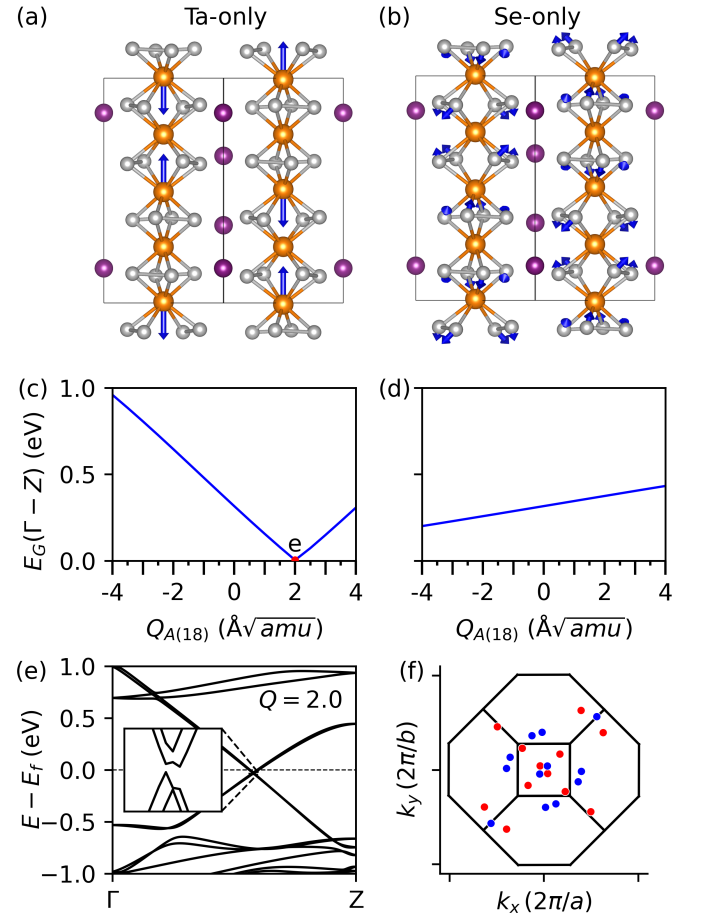 (a) Ta-only
(b) Se-only
(c)
1.0
0.5
0.0
E_G(Γ − Z) (eV)
e
-4 -2 0 2 4
Q_{A(18)} (Å√amu)
(d)
-4 -2 0 2 4
Q_{A(18)} (Å√amu)
(e)
1.0
0.5
0.0
−0.5
−1.0
E − E_f (eV)
Q = 2.0
Γ Z
(f)
k_y (2π/b)
k_x (2π/a)